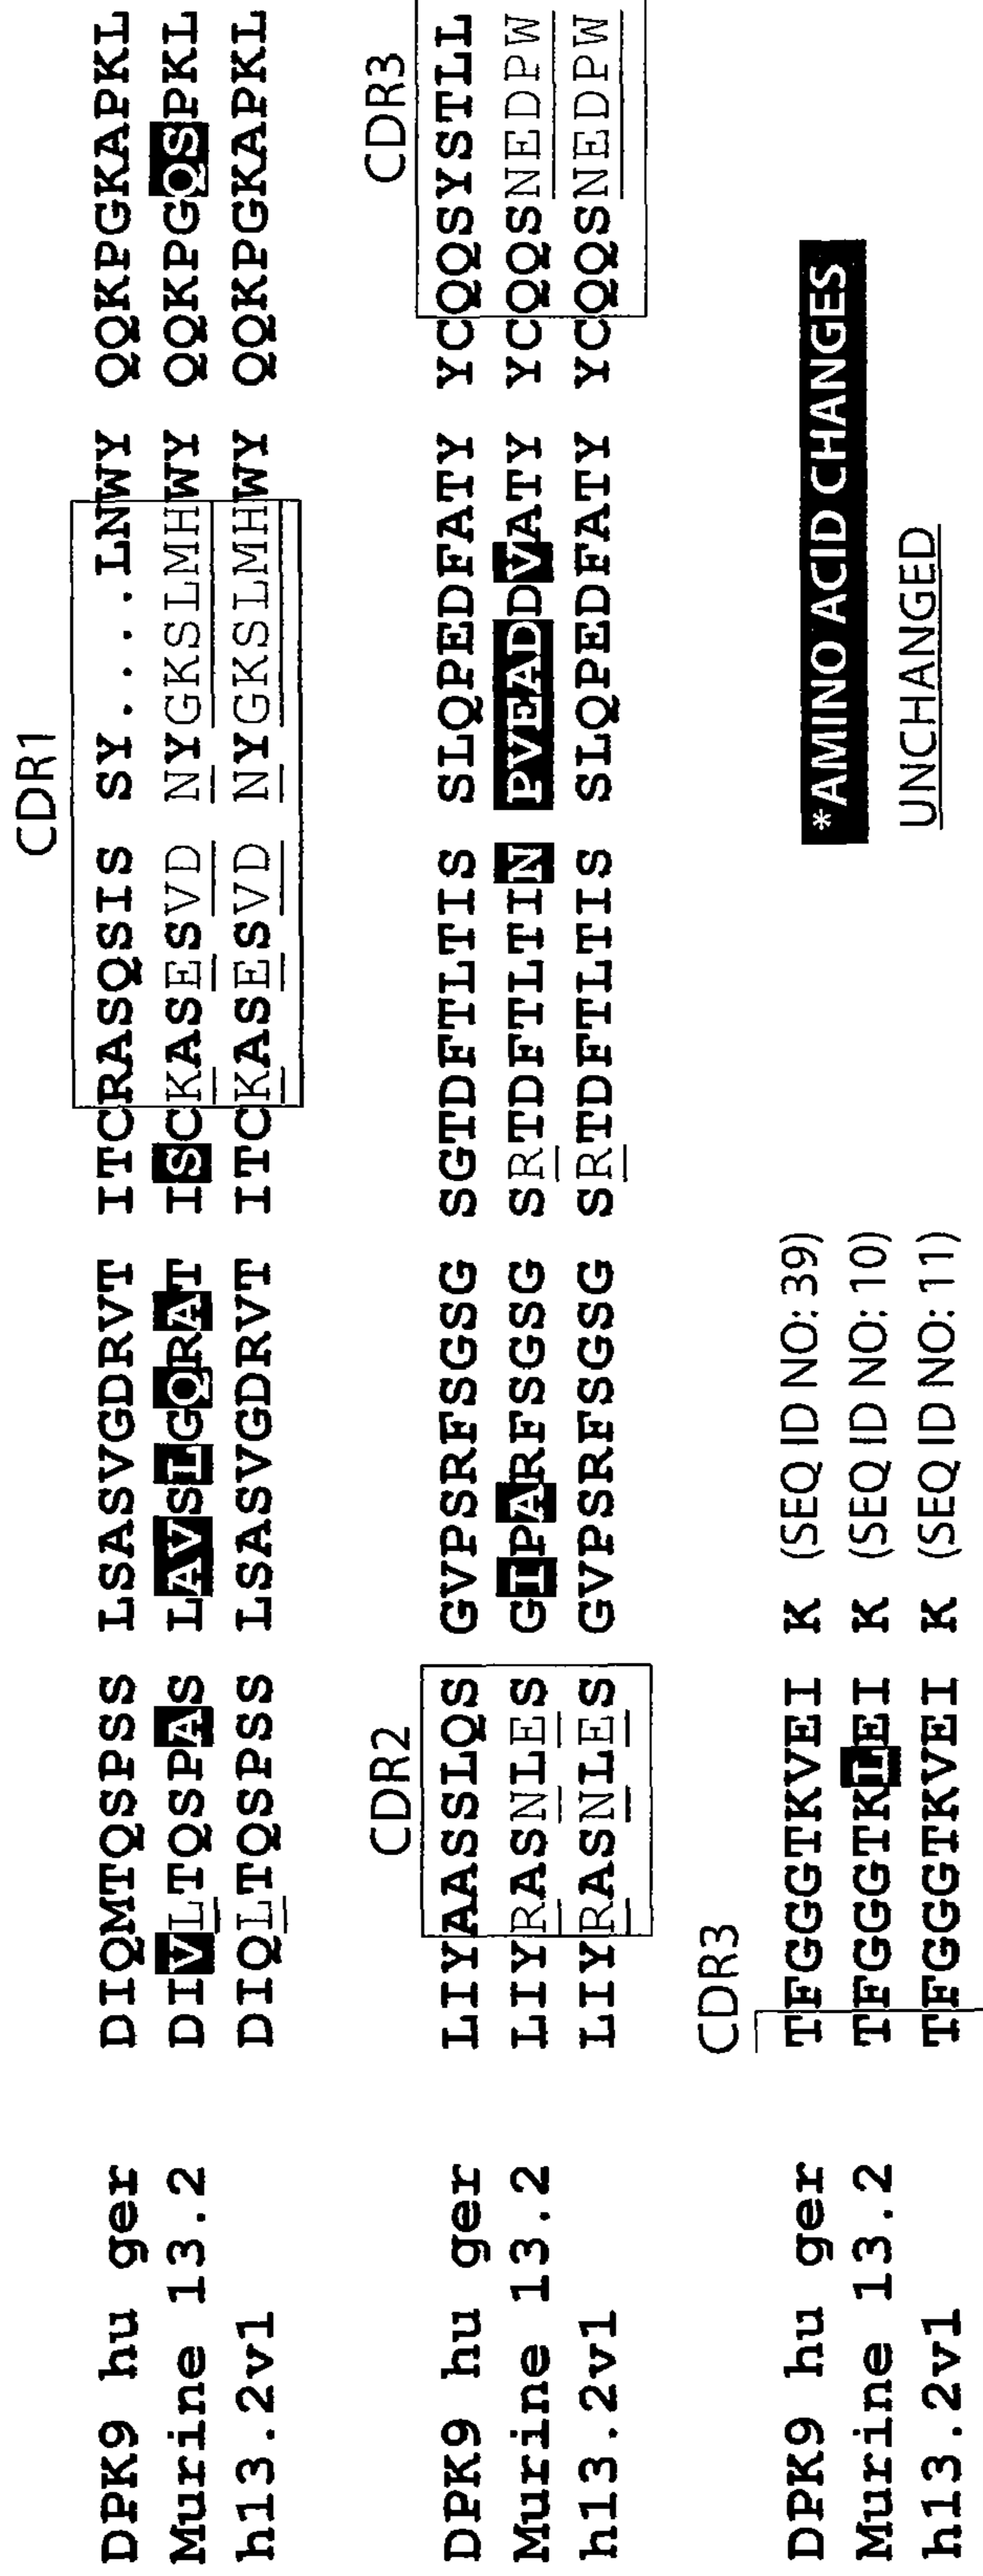 CDR1
DPK9 hu ger DIQMTQSPSS LSASVGDRVT ITCRASQSIS SY....LNWY QQKPGKAPKL
Murine 13.2 DIVLTQSPAS LAVSLGQRAT ISCKASESVD NYGKSLMHWY QQKPGQSPKL
h13.2v1 DIQLTQSPSS LSASVGDRVT ITCKASESVD NYGKSLMHWY QQKPGKAPKL
CDR2 CDR3
DPK9 hu ger LIYAASSLQS GVPSRFSGSG SGTDFTLTIS SLQPEDFATY YCQQSYSTLL
Murine 13.2 LIYRASNLES GIPARFSGSG SRTDFTLTIN PVEADDVATY YCQQSNEDPW
h13.2v1 LIYRASNLES GVPSRFSGSG SRTDFTLTIS SLQPEDFATY YCQQSNEDPW
CDR3
DPK9 hu ger TFGGGTKVEI K (SEQ ID NO: 39)
Murine 13.2 TFGGGTKLEI K (SEQ ID NO: 10)
h13.2v1 TFGGGTKVEI K (SEQ ID NO: 11)
*AMINO ACID CHANGES
UNCHANGED